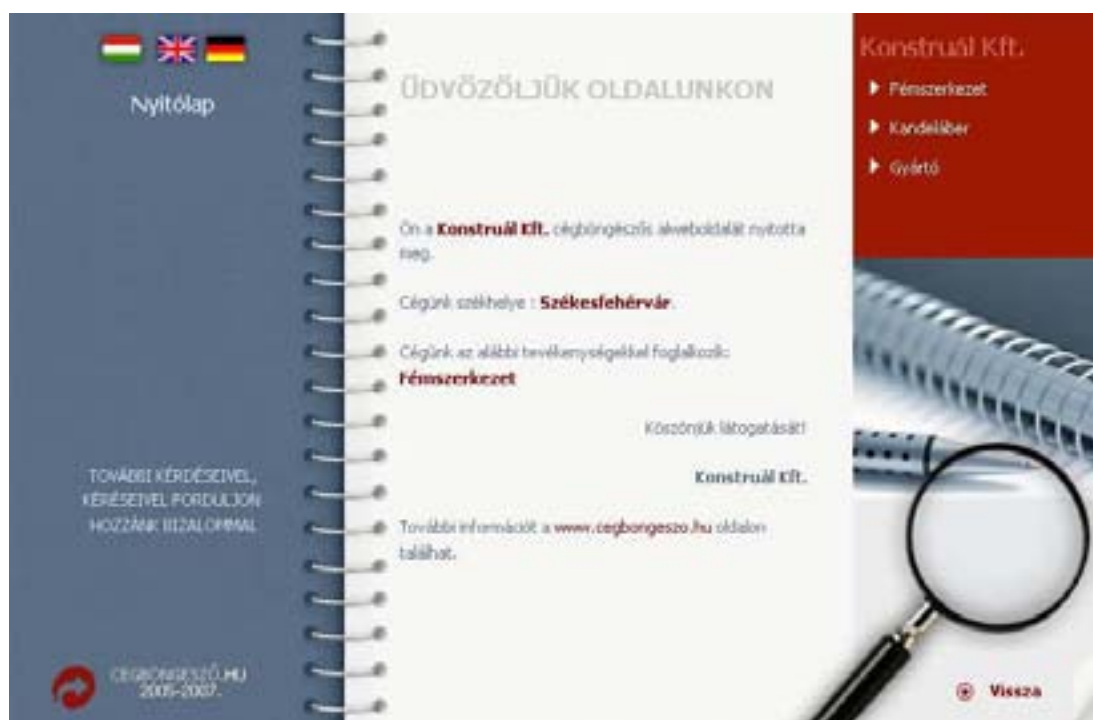 Nyitólap
TOVÁBBI KÉRDÉSEIVEL,
KÉRÉSEIVEL FORDULJON
HOZZÁNK BIZALOMMAL
CEGBONGESZŐ.HU
2005-2007.
ÜDVÖZÖLJÜK OLDALUNKON
Ön a Konstruál Kft. cégböngészős alweboldalát nyitotta
meg.
Cégünk székhelye : Székesfehérvár.
Cégünk az alábbi tevékenységekkel foglalkozik:
Fémszerkezet
Köszönjük látogatását!
Konstruál Kft.
További információt a www.cegbongeszo.hu oldalon
találhat.
Konstruál Kft.
Fémszerkezet
Kandeláber
Gyártó
Vissza